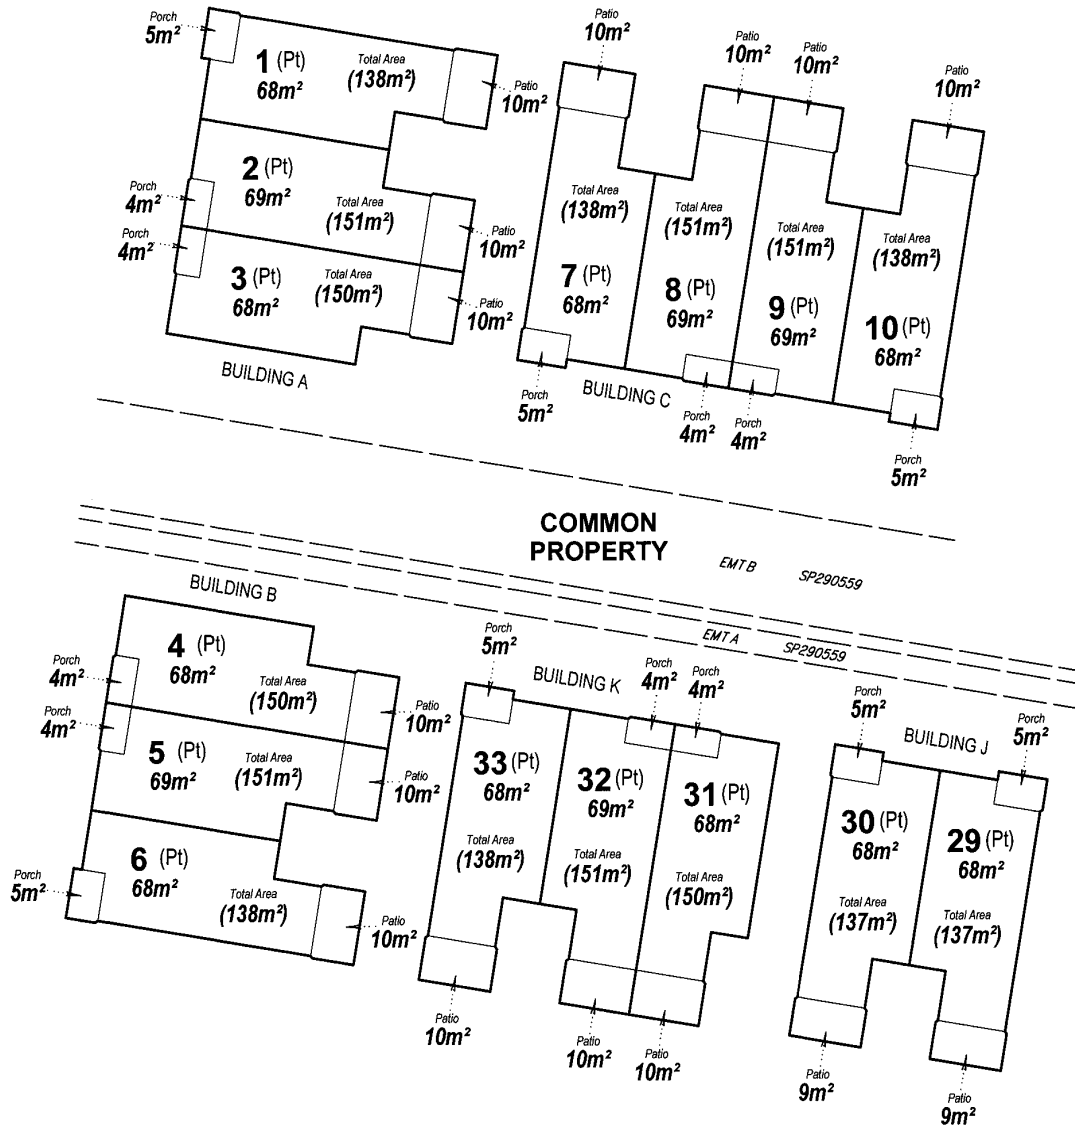 Porch
5m²
1 (Pt)
68m²
Total Area
(138m²)
Patio
10m²
2 (Pt)
69m²
Total Area
(151m²)
Porch
4m²
Patio
10m²
Porch
4m²
3 (Pt)
68m²
Total Area
(150m²)
Patio
10m²
BUILDING A
Patio
10m²
Patio
10m²
Patio
10m²
Patio
10m²
Total Area
(138m²)
7 (Pt)
68m²
Total Area
(151m²)
8 (Pt)
69m²
Total Area
(151m²)
9 (Pt)
69m²
Total Area
(138m²)
10 (Pt)
68m²
Porch
5m²
BUILDING C
Porch
4m²
Porch
4m²
Porch
5m²
COMMON
PROPERTY
EMT B SP290559
EMT A SP290559
BUILDING B
4 (Pt)
68m²
Total Area
(150m²)
Porch
4m²
Patio
10m²
Porch
4m²
5 (Pt)
69m²
Total Area
(151m²)
Patio
10m²
6 (Pt)
68m²
Total Area
(138m²)
Porch
5m²
Patio
10m²
Porch
5m²
BUILDING K
Porch
4m²
Porch
4m²
33 (Pt)
68m²
Total Area
(138m²)
32 (Pt)
69m²
Total Area
(151m²)
31 (Pt)
68m²
Total Area
(150m²)
Patio
10m²
Patio
10m²
Patio
10m²
Porch
5m²
BUILDING J
Porch
5m²
30 (Pt)
68m²
Total Area
(137m²)
29 (Pt)
68m²
Total Area
(137m²)
Patio
9m²
Patio
9m²